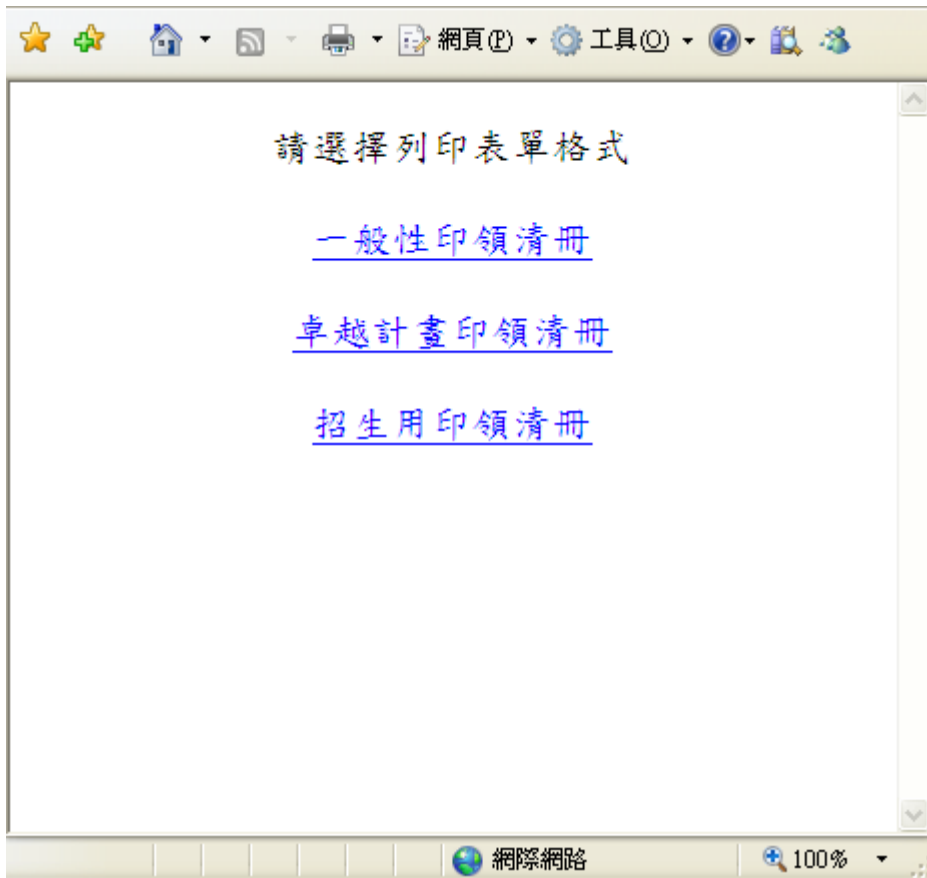 網頁(P) 工具(O)
請選擇列印表單格式
一般性印領清冊
卓越計畫印領清冊
招生用印領清冊
網際網路 100%